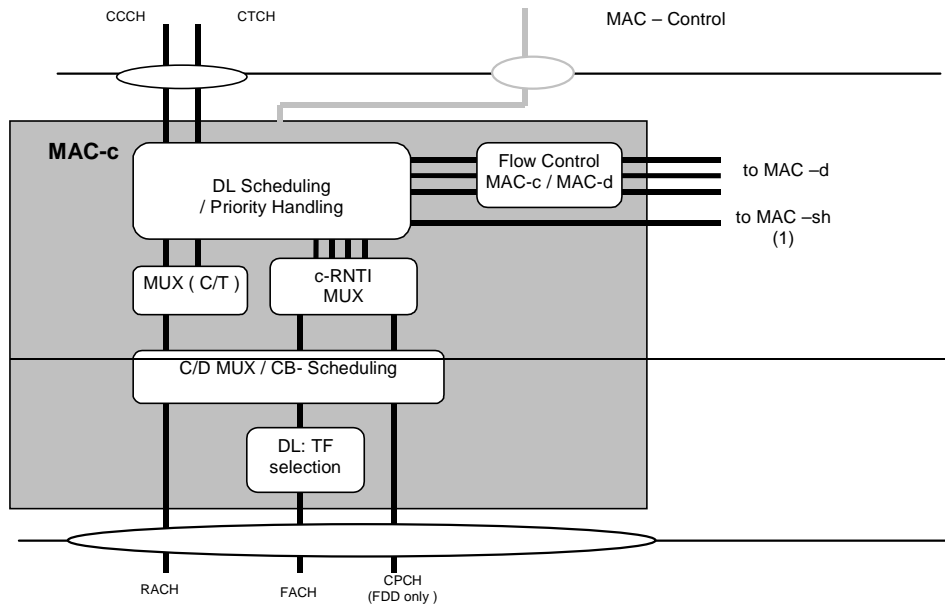 CCCH
CTCH
MAC – Control
MAC-c
DL Scheduling
/ Priority Handling
Flow Control
MAC-c / MAC-d
to MAC –d
to MAC –sh
(1)
MUX ( C/T )
c-RNTI
MUX
C/D MUX / CB- Scheduling
DL: TF
selection
RACH
FACH
CPCH
(FDD only )